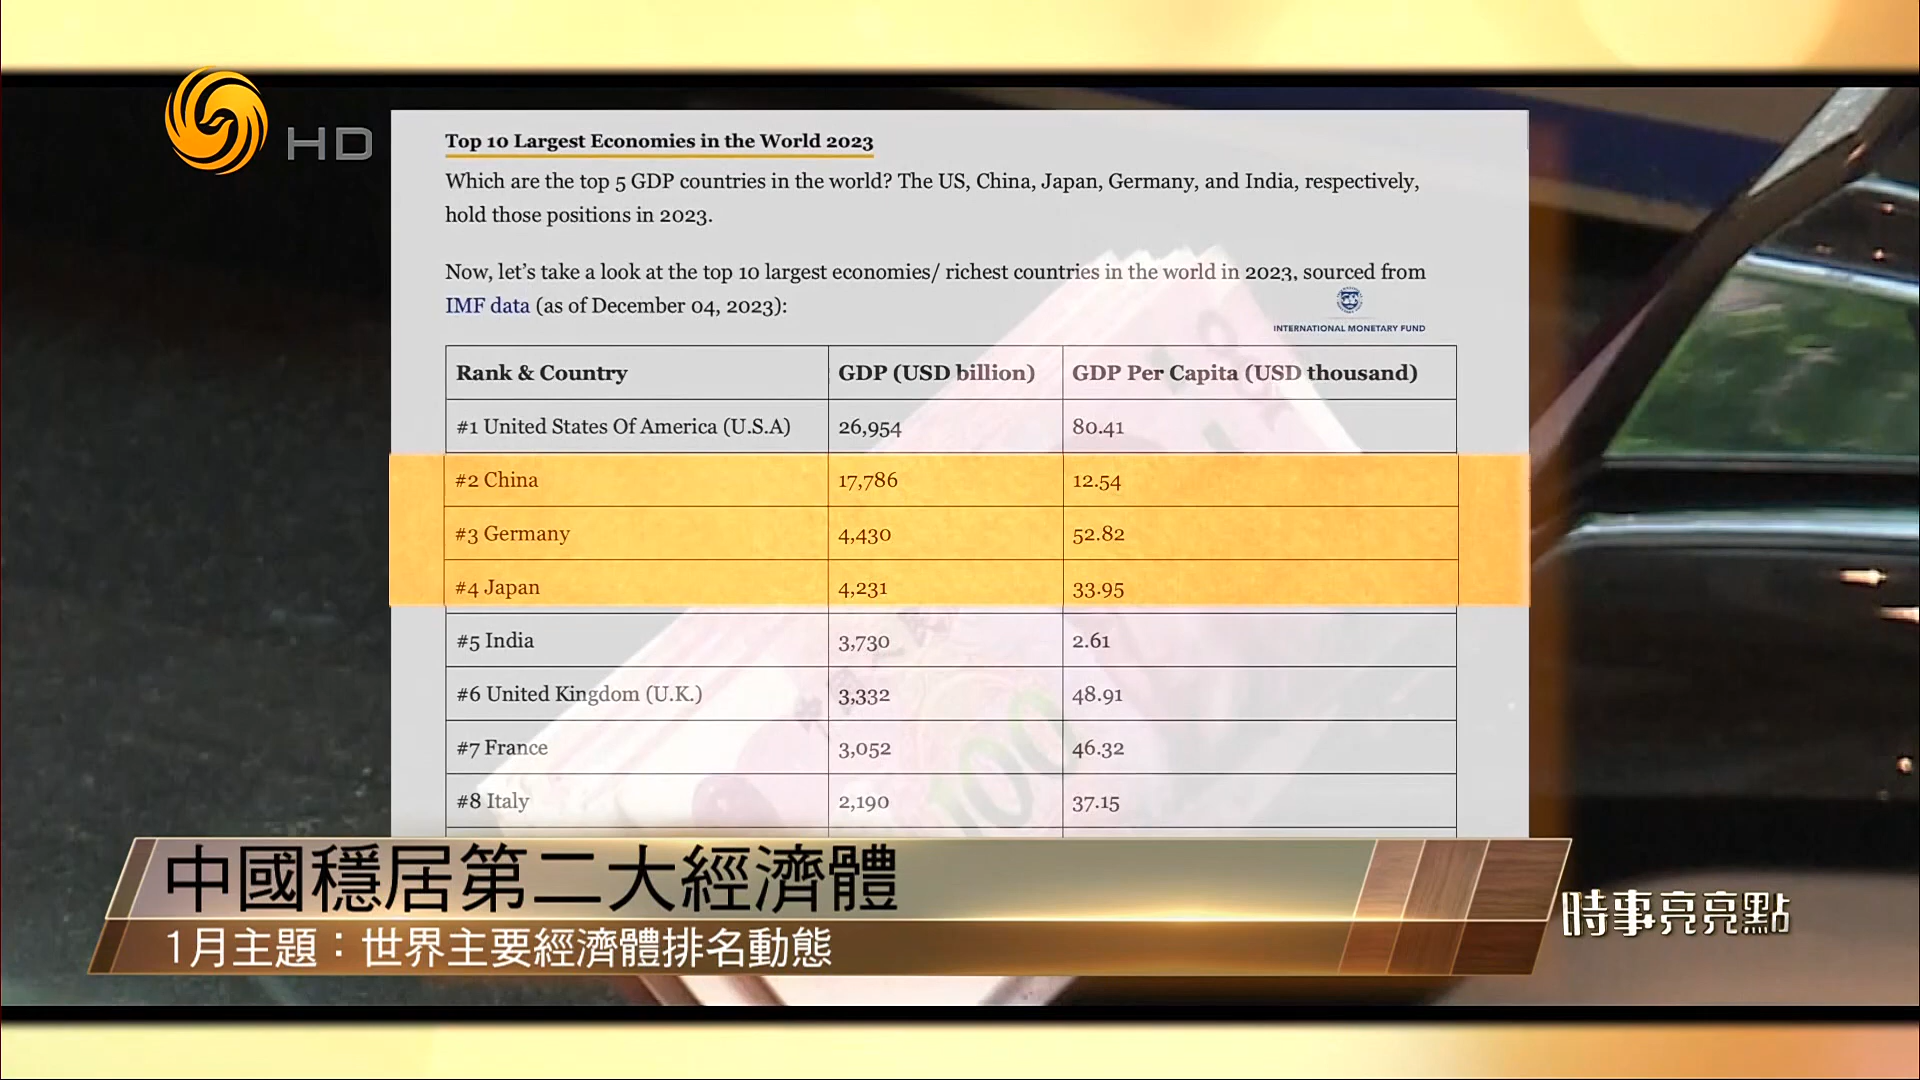 HD
Top 10 Largest Economies in the World 2023
Which are the top 5 GDP countries in the world? The US, China, Japan, Germany, and India, respectively,
hold those positions in 2023.
Now, let’s take a look at the top 10 largest economies/ richest countries in the world in 2023, sourced from
IMF data (as of December 04, 2023):
INTERNATIONAL MONETARY FUND
Rank & Country GDP (USD billion) GDP Per Capita (USD thousand)
#1 United States Of America (U.S.A) 26,954 80.41
#2 China 17,786 12.54
#3 Germany 4,430 52.82
#4 Japan 4,231 33.95
#5 India 3,730 2.61
#6 United Kingdom (U.K.) 3,332 48.91
#7 France 3,052 46.32
#8 Italy 2,190 37.15
100
中國穩居第二大經濟體
1月主題：世界主要經濟體排名動態
時事亮亮點